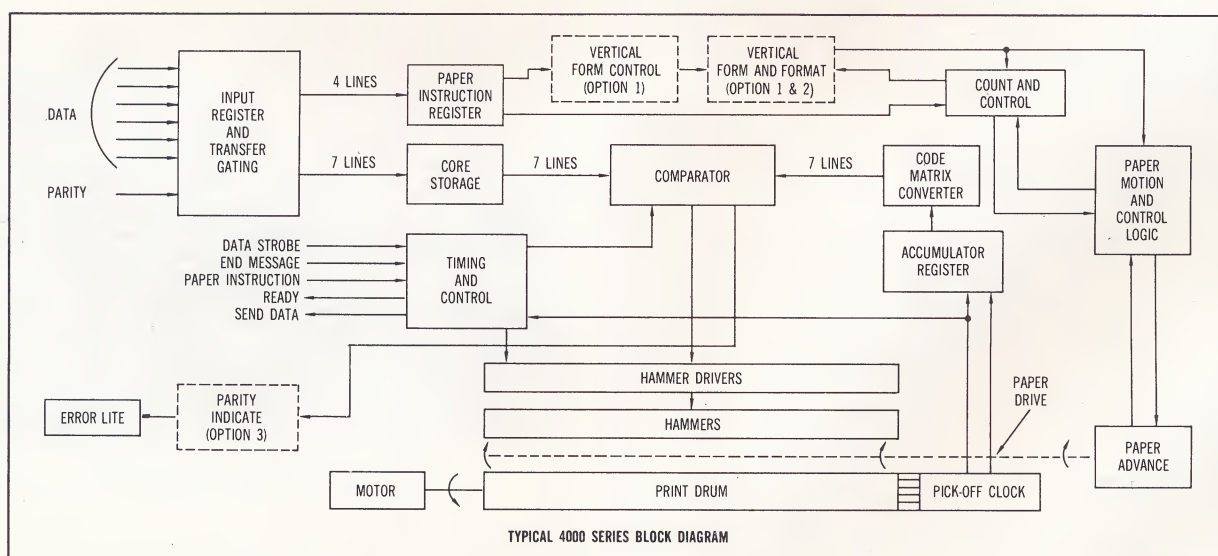 DATA
PARITY
INPUT
REGISTER
AND
TRANSFER
GATING
4 LINES
7 LINES
PAPER
INSTRUCTION
REGISTER
CORE
STORAGE
7 LINES
VERTICAL
FORM CONTROL
(OPTION 1)
VERTICAL
FORM AND FORMAT
(OPTION 1 & 2)
COUNT AND
CONTROL
COMPARATOR
7 LINES
CODE
MATRIX
CONVERTER
PAPER
MOTION
AND
CONTROL
LOGIC
ACCUMULATOR
REGISTER
DATA STROBE
END MESSAGE
PAPER INSTRUCTION
READY
SEND DATA
TIMING
AND
CONTROL
HAMMER DRIVERS
HAMMERS
PAPER
DRIVE
ERROR LITE
PARITY
INDICATE
(OPTION 3)
PAPER
ADVANCE
MOTOR
PRINT DRUM
PICK-OFF CLOCK
TYPICAL 4000 SERIES BLOCK DIAGRAM